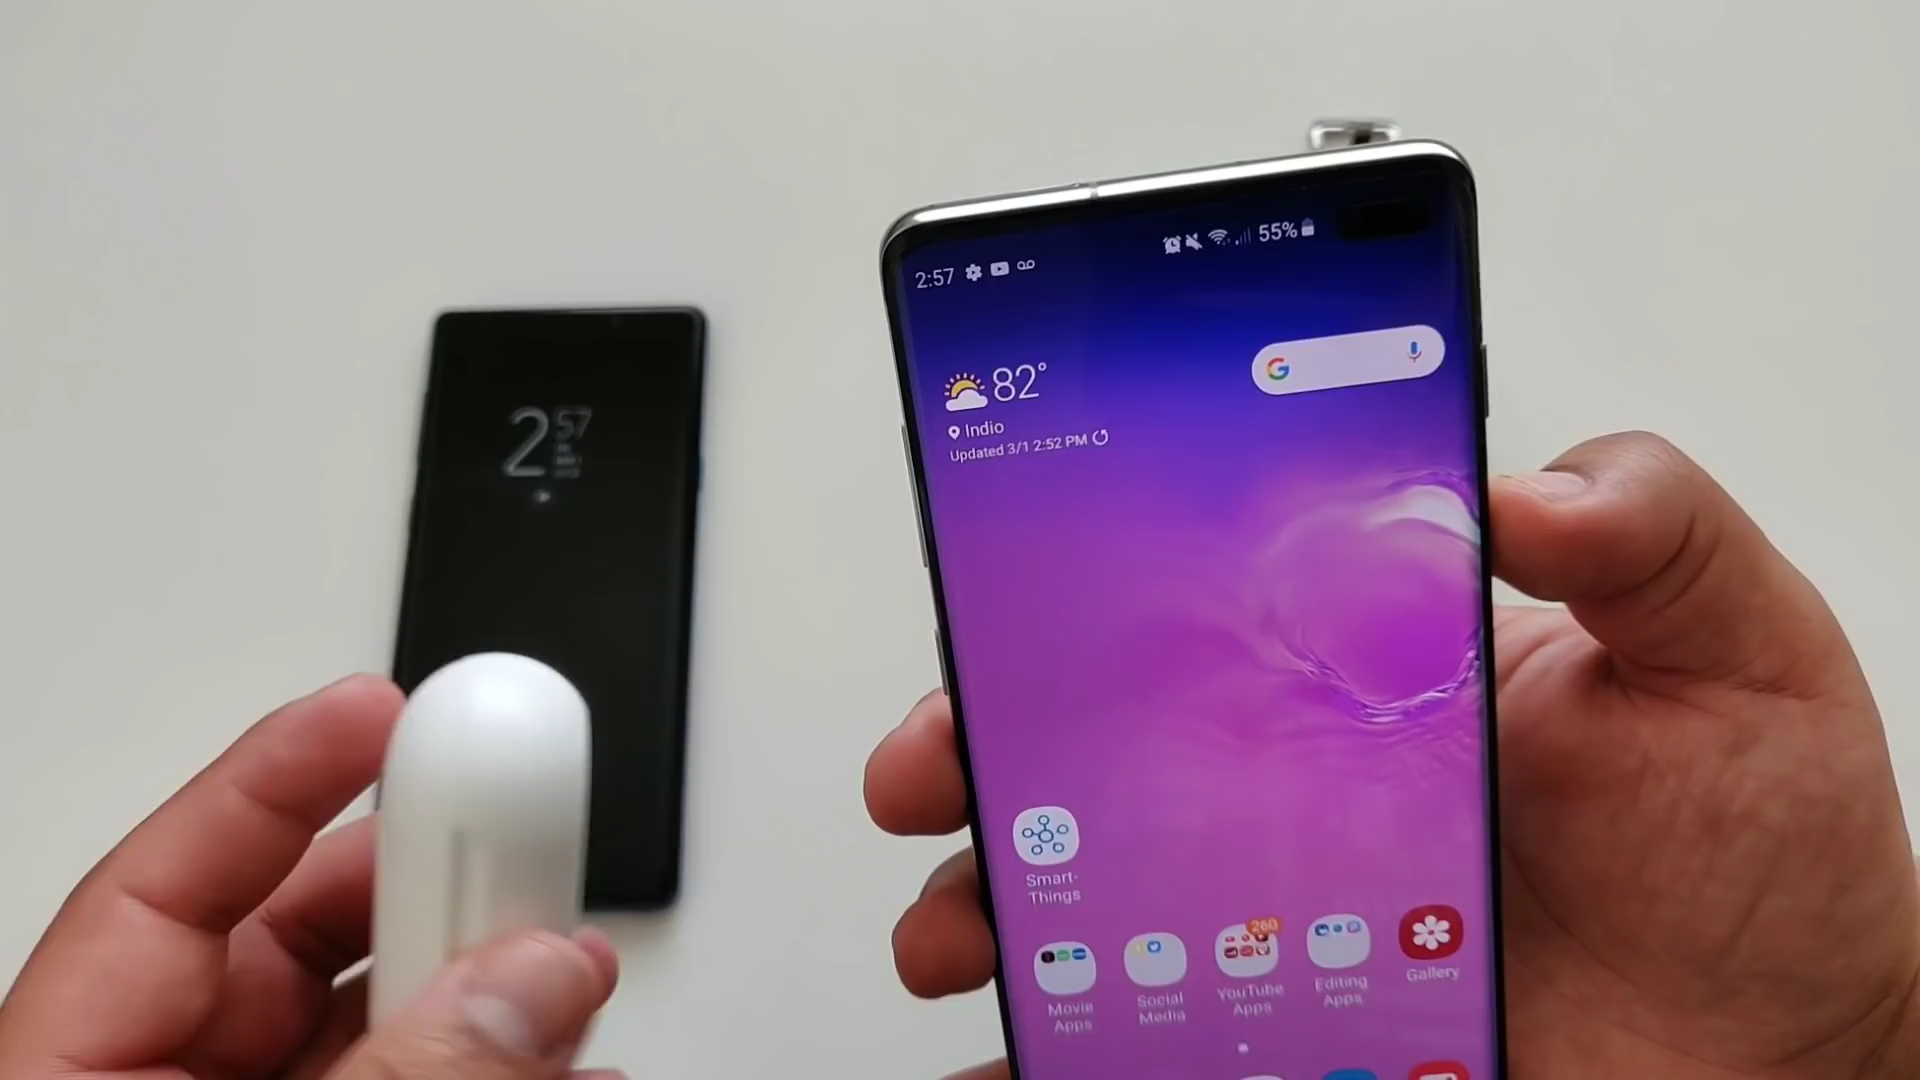 2:57
55%
82°
Indio
Updated 3/1 2:52 PM
G
Smart-
Things
260
Movie
Apps
Social
Media
YouTube
Apps
Editing
Apps
Gallery
2
57